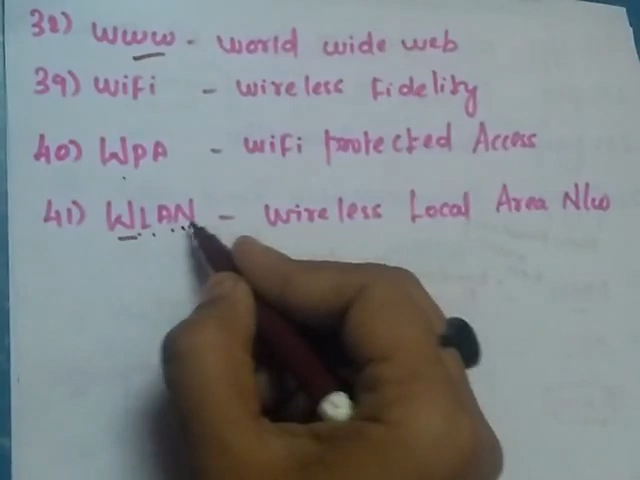 38) WWW - World wide web
39) WiFi - wireless Fidelity
40) WPA - WiFi protected Access
41) WLAN - Wireless Local Area N/w